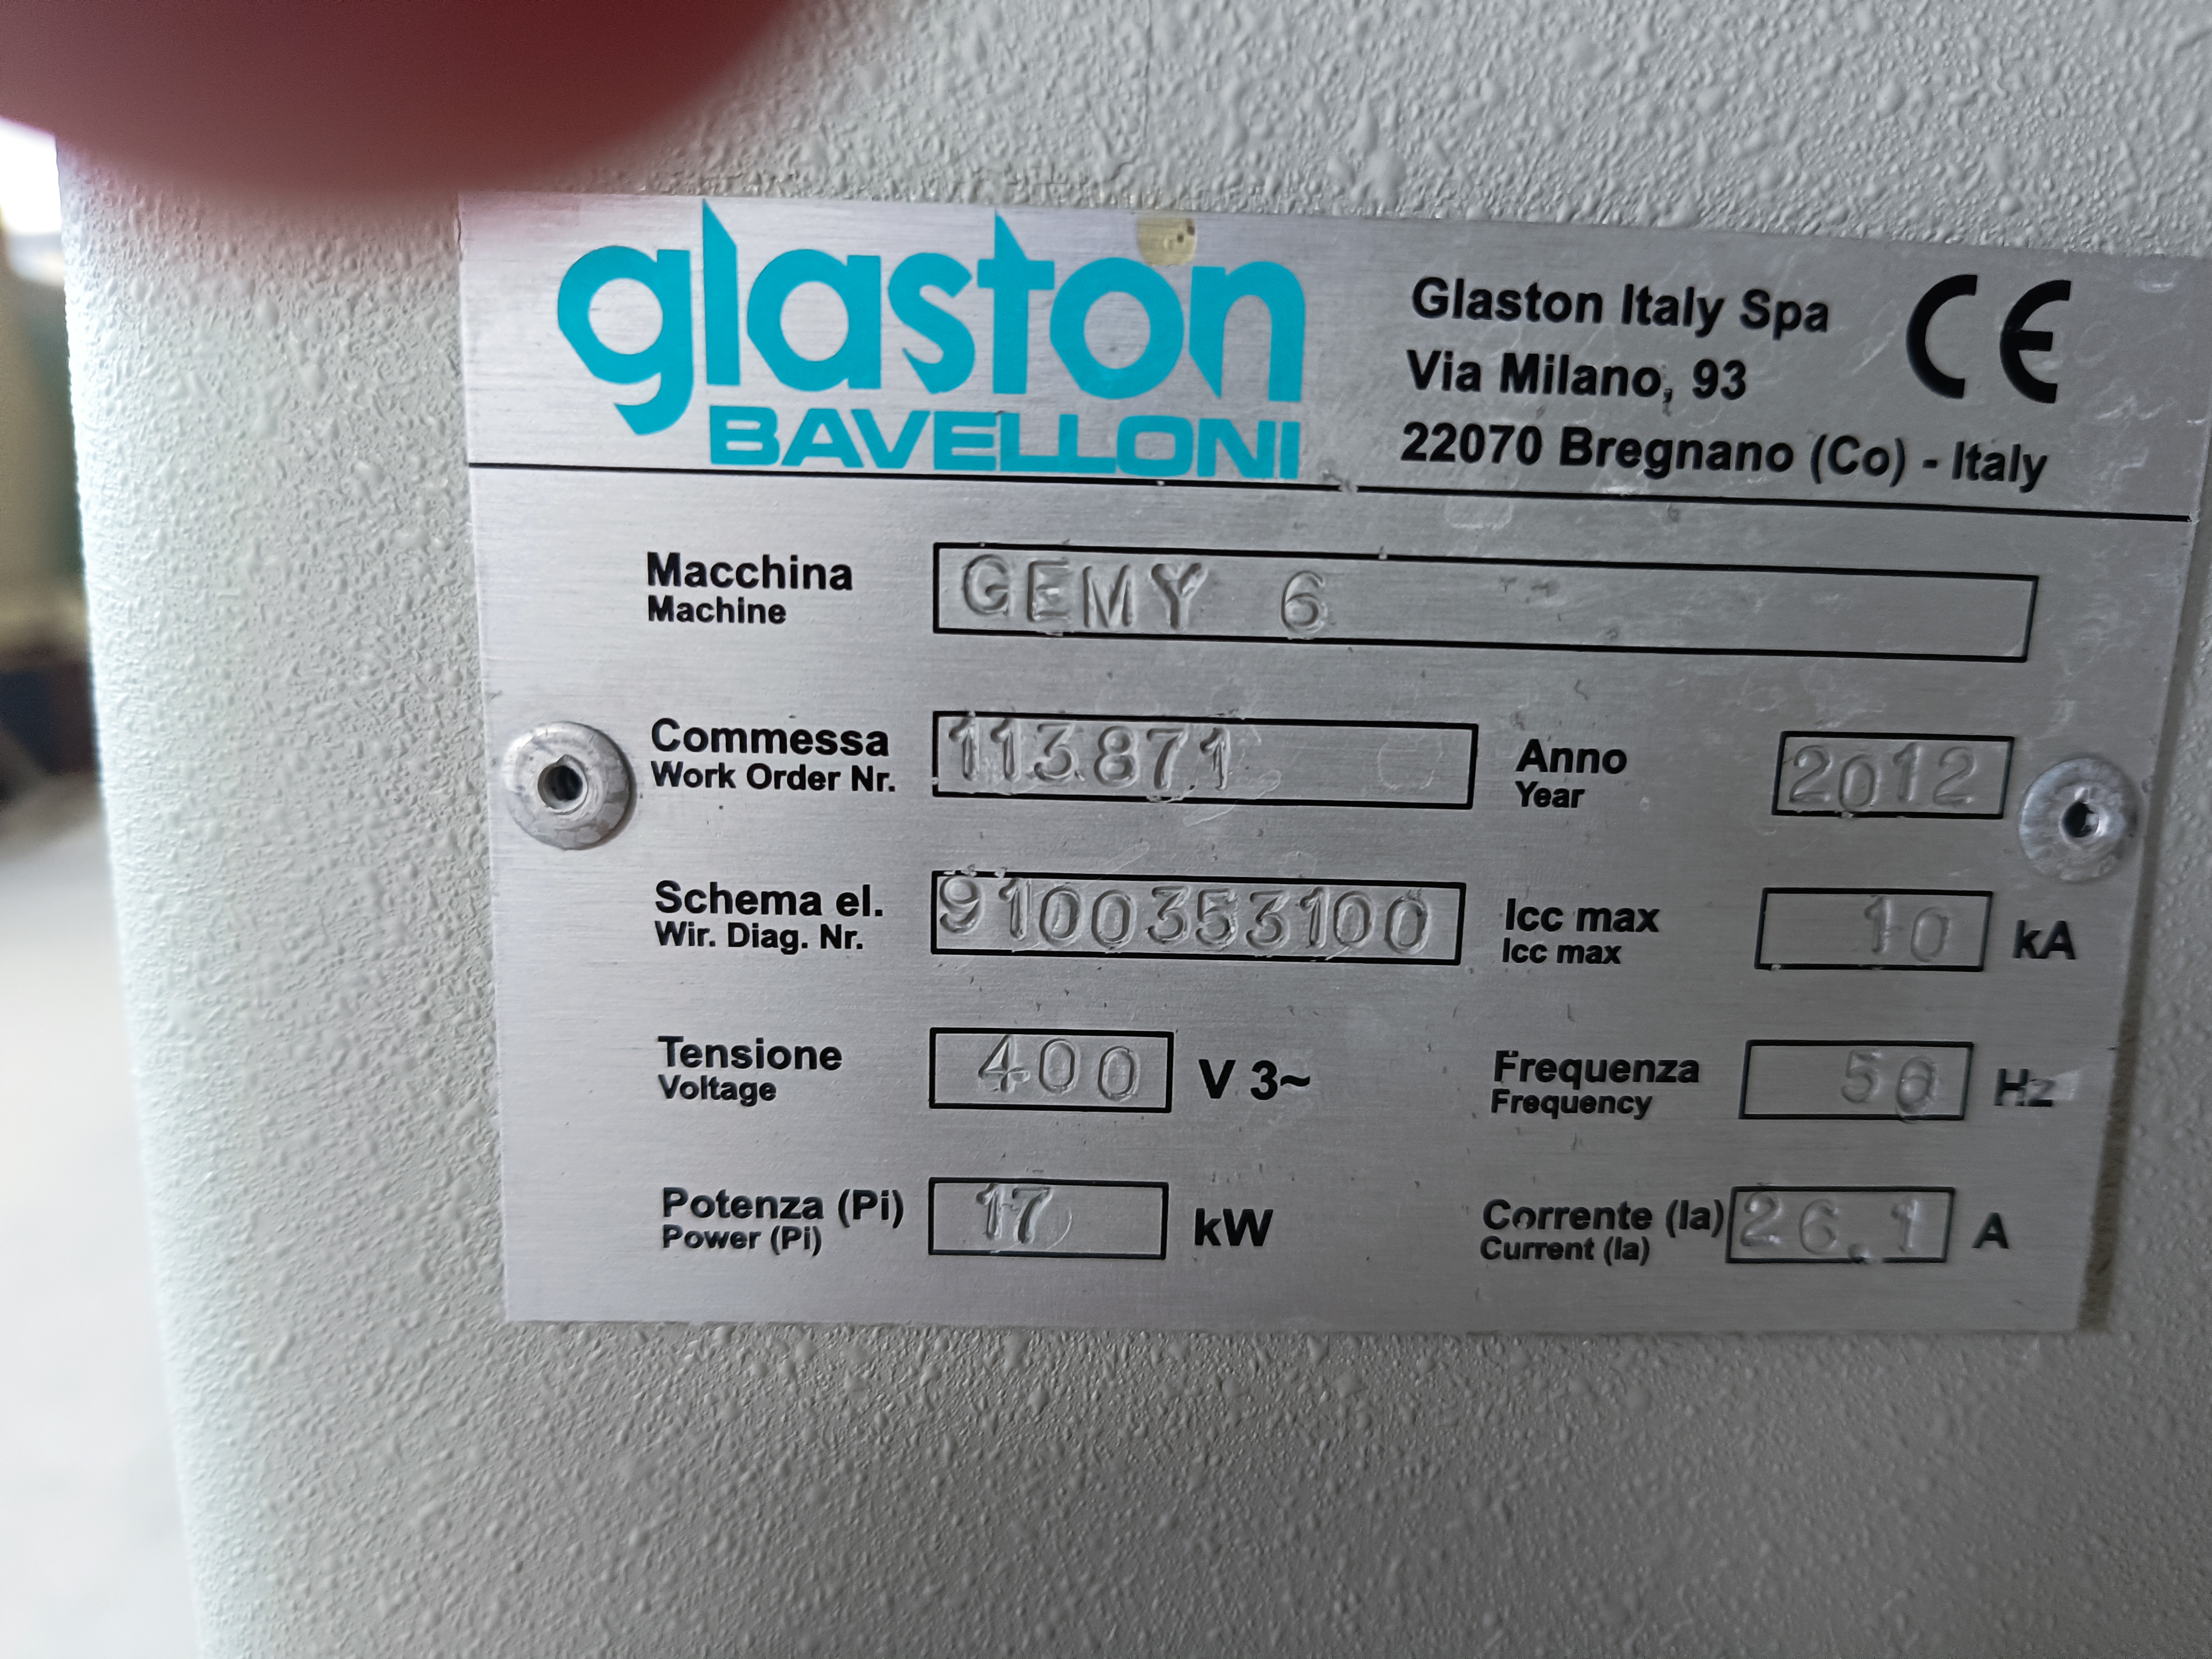 glaston
BAVELLONI
Glaston Italy Spa
Via Milano, 93
22070 Bregnano (Co) - Italy
CE
Macchina
Machine
GEMY 6
Commessa
Work Order Nr.
113871
Anno
Year
2012
Schema el.
Wir. Diag. Nr.
9100353100
Icc max
Icc max
10 kA
Tensione
Voltage
400 V 3~
Frequenza
Frequency
50 Hz
Potenza (Pi)
Power (Pi)
17 kW
Corrente (Ia)
Current (Ia)
26.1 A